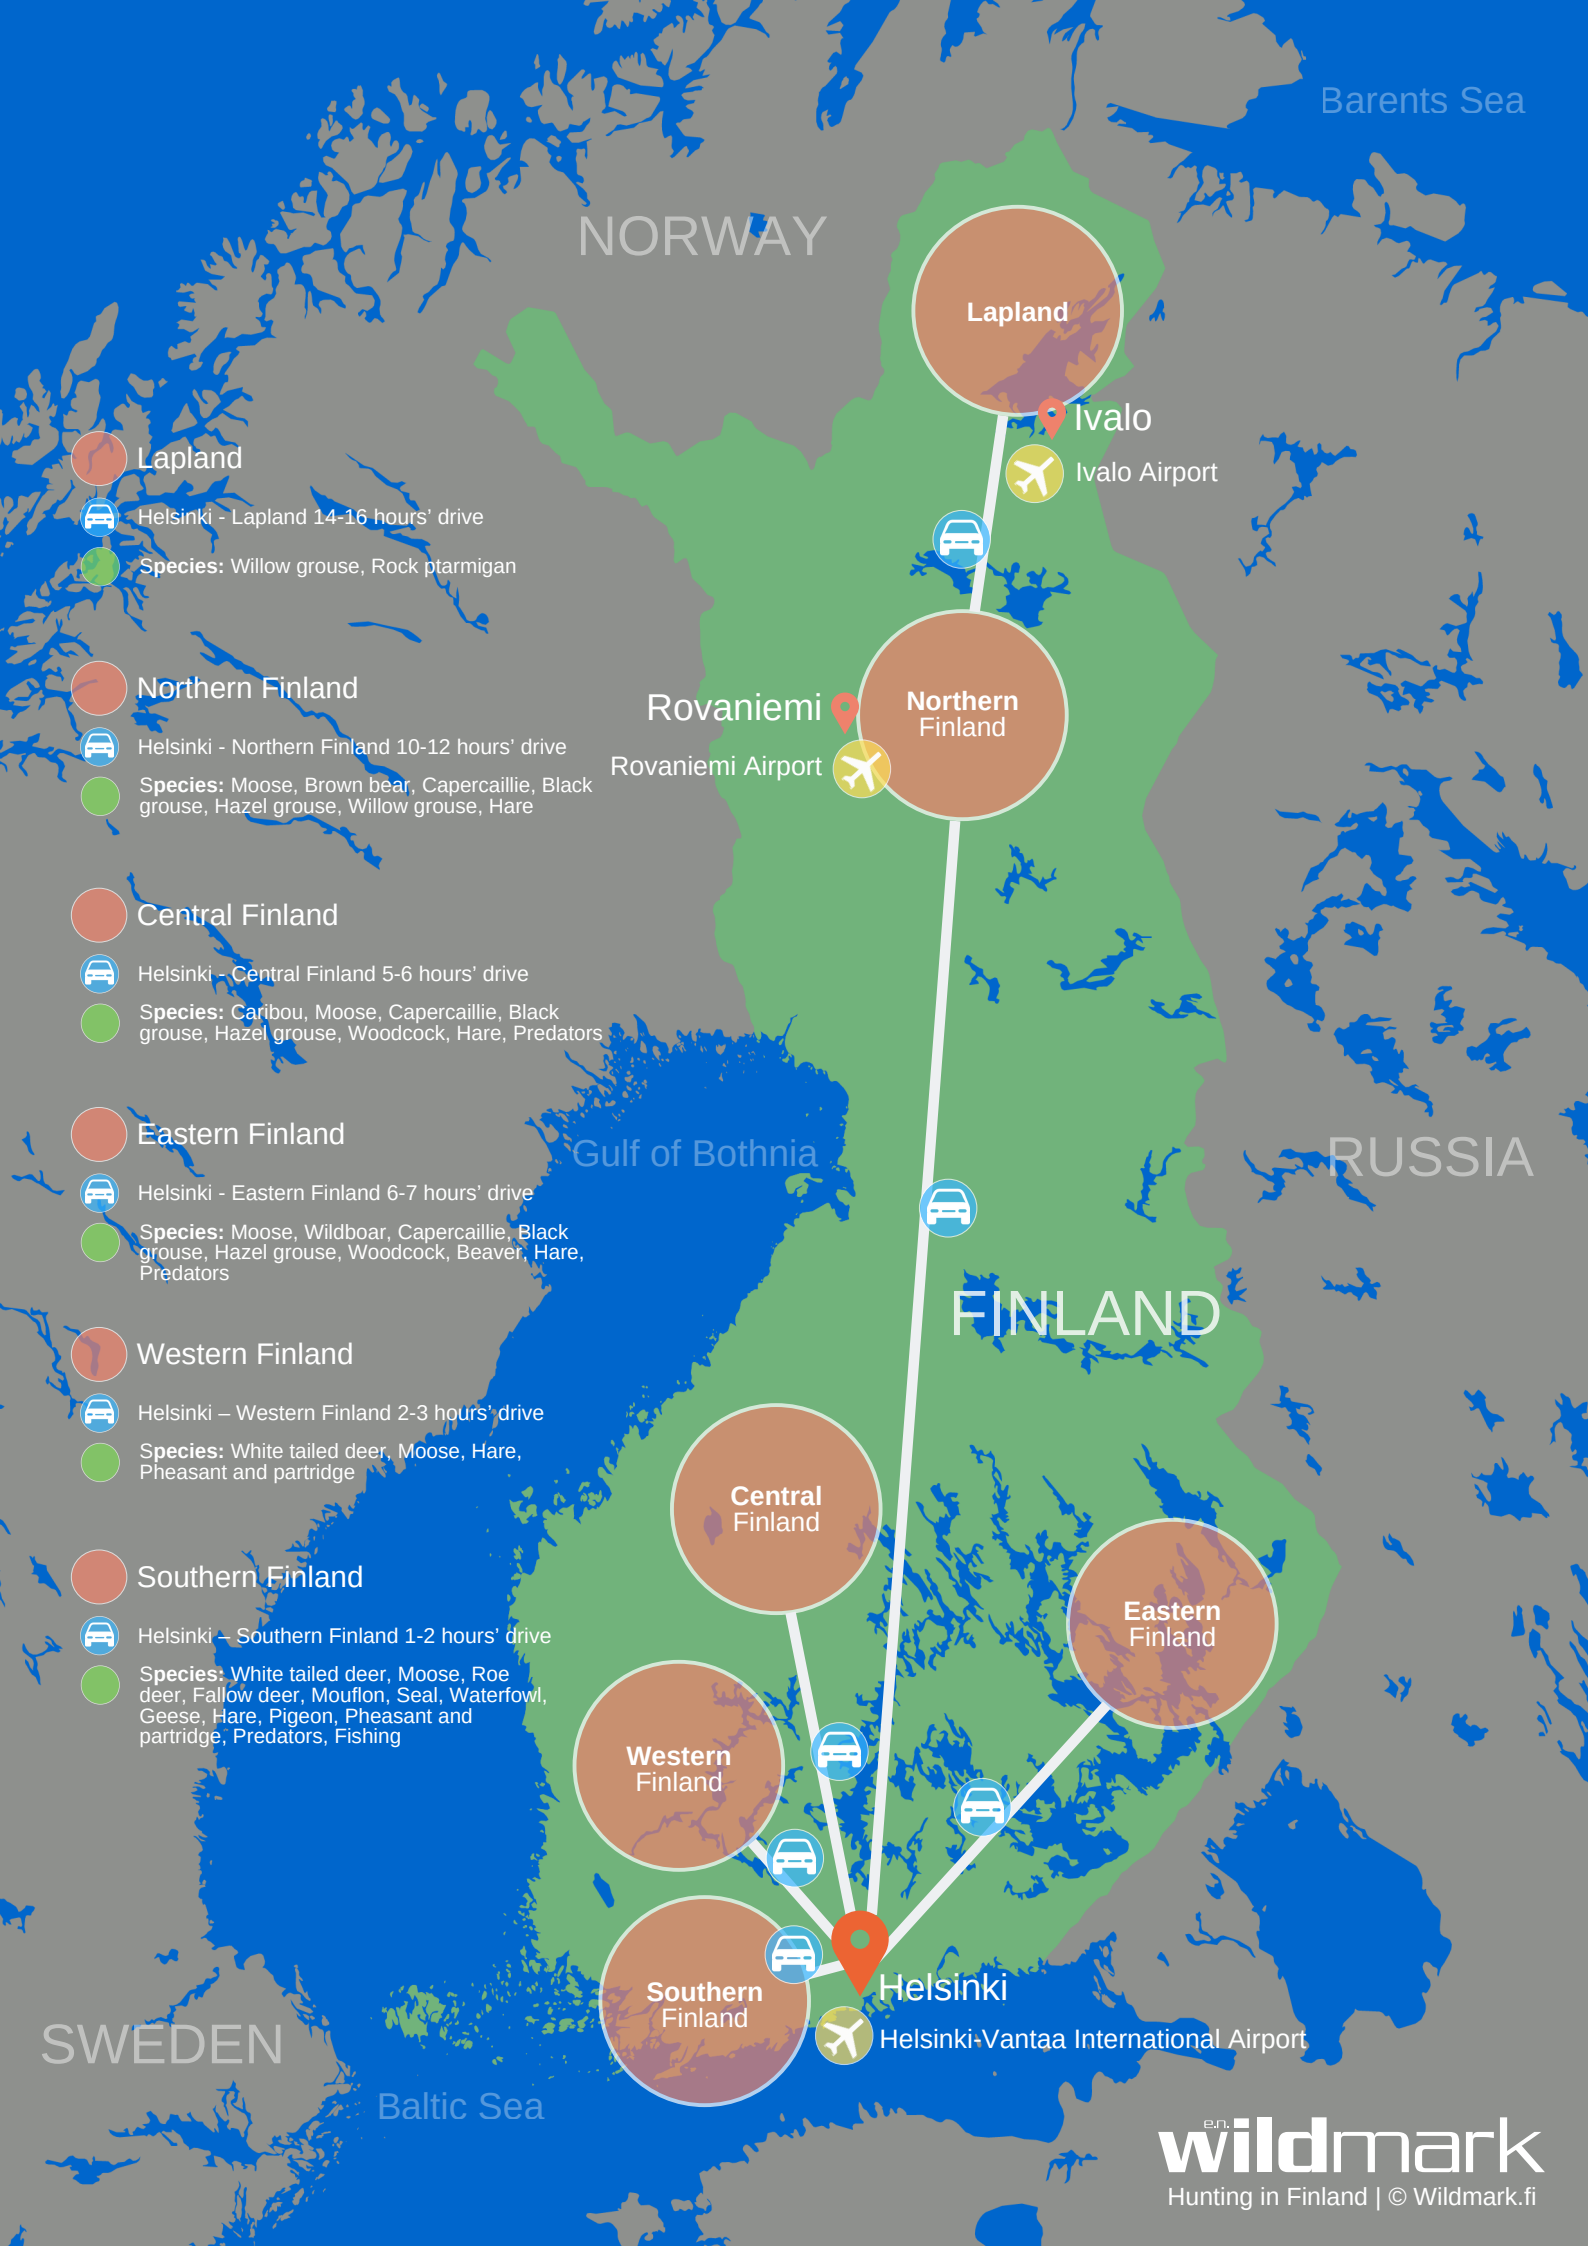 Barents Sea
NORWAY
Lapland
Ivalo
Ivalo Airport
Lapland
Helsinki - Lapland 14-16 hours’ drive
Species: Willow grouse, Rock ptarmigan
Northern Finland
Helsinki - Northern Finland 10-12 hours’ drive
Species: Moose, Brown bear, Capercaillie, Black
grouse, Hazel grouse, Willow grouse, Hare
Rovaniemi
Rovaniemi Airport
Northern
Finland
Central Finland
Helsinki - Central Finland 5-6 hours’ drive
Species: Caribou, Moose, Capercaillie, Black
grouse, Hazel grouse, Woodcock, Hare, Predators
Gulf of Bothnia
RUSSIA
Eastern Finland
Helsinki - Eastern Finland 6-7 hours’ drive
Species: Moose, Wildboar, Capercaillie, Black
grouse, Hazel grouse, Woodcock, Beaver, Hare,
Predators
FINLAND
Western Finland
Helsinki – Western Finland 2-3 hours’ drive
Species: White tailed deer, Moose, Hare,
Pheasant and partridge
Central
Finland
Eastern
Finland
Southern Finland
Helsinki – Southern Finland 1-2 hours’ drive
Species: White tailed deer, Moose, Roe
deer, Fallow deer, Mouflon, Seal, Waterfowl,
Geese, Hare, Pigeon, Pheasant and
partridge, Predators, Fishing
Western
Finland
Southern
Finland
Helsinki
Helsinki-Vantaa International Airport
SWEDEN
Baltic Sea
e.n.
wildmark
Hunting in Finland | © Wildmark.fi